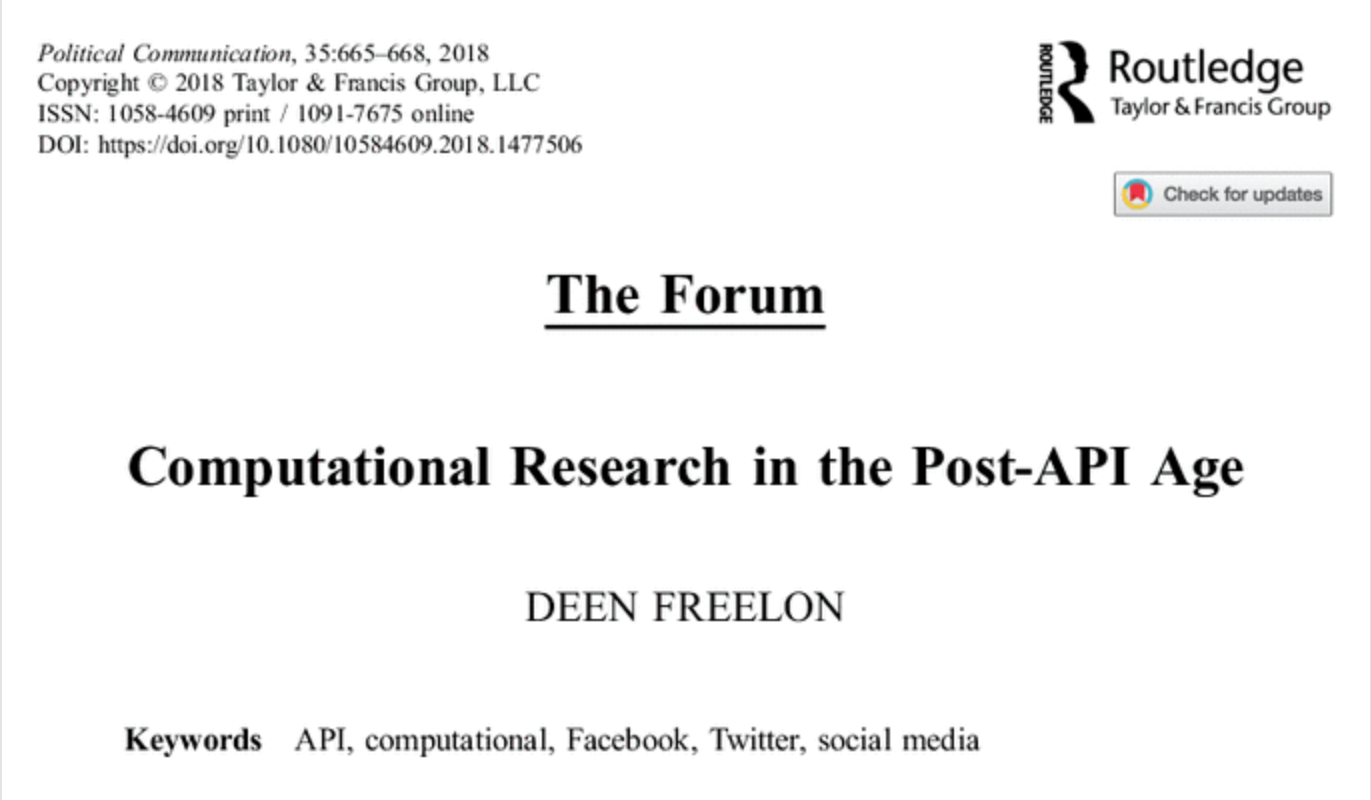 Political Communication, 35:665–668, 2018
Copyright © 2018 Taylor & Francis Group, LLC
ISSN: 1058-4609 print / 1091-7675 online
DOI: https://doi.org/10.1080/10584609.2018.1477506
ROUTLEDGE
Routledge
Taylor & Francis Group
Check for updates
The Forum
Computational Research in the Post-API Age
DEEN FREELON
Keywords API, computational, Facebook, Twitter, social media